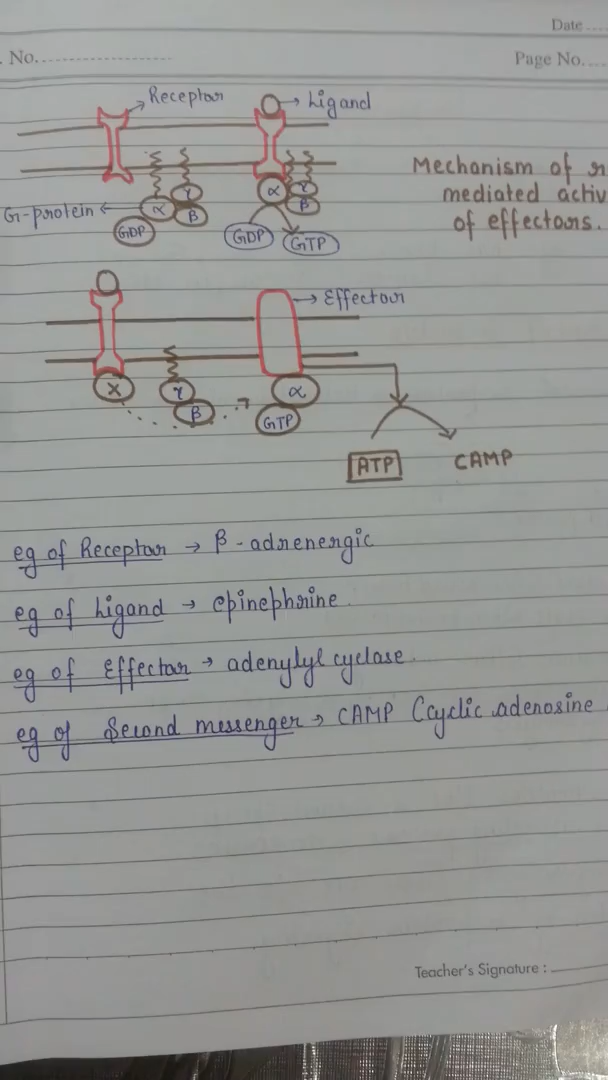 Date
. No.
Page No.
Receptor
Ligand
Mechanism of
mediated activ
of effectors.
G-protein
α
γ
β
GDP
α
γ
β
GDP
GTP
Effector
X
γ
β
α
GTP
ATP
CAMP
eg of Receptor → β - adrenergic
eg of Ligand → epinephrine.
eg of Effector → adenylyl cyclase.
eg of Second messenger → CAMP (cyclic adenosine
Teacher's Signature :